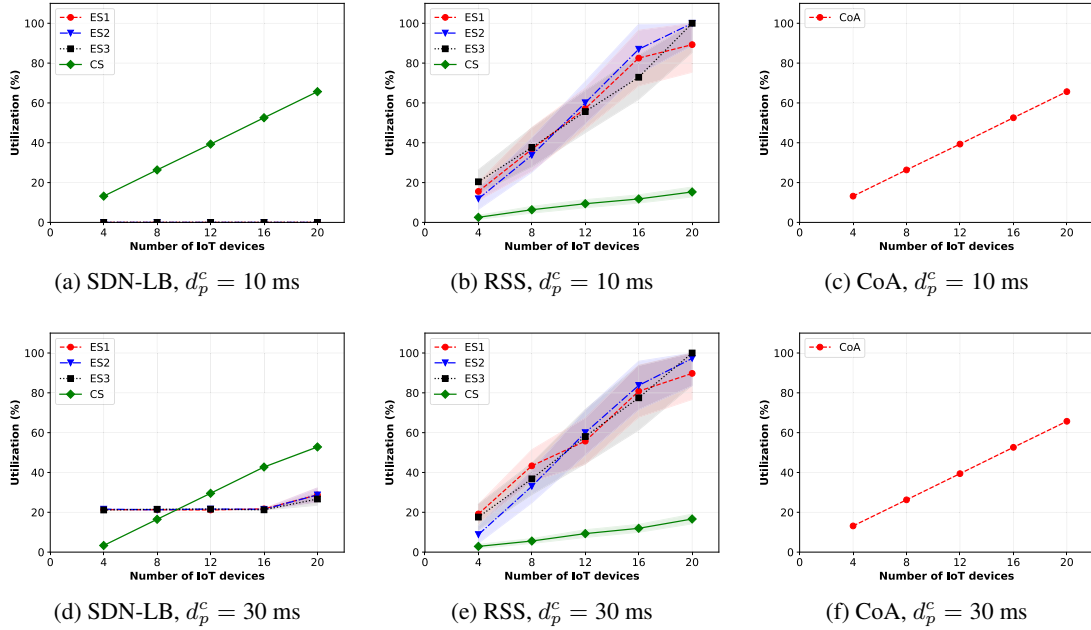 100
80
60
40
20
0
Utilization (%)
ES1
ES2
ES3
CS
0 4 8 12 16 20
Number of IoT devices
(a) SDN-LB, d_p^c = 10 ms
100
80
60
40
20
0
Utilization (%)
ES1
ES2
ES3
CS
0 4 8 12 16 20
Number of IoT devices
(b) RSS, d_p^c = 10 ms
100
80
60
40
20
0
Utilization (%)
CoA
0 4 8 12 16 20
Number of IoT devices
(c) CoA, d_p^c = 10 ms
100
80
60
40
20
0
Utilization (%)
ES1
ES2
ES3
CS
0 4 8 12 16 20
Number of IoT devices
(d) SDN-LB, d_p^c = 30 ms
100
80
60
40
20
0
Utilization (%)
ES1
ES2
ES3
CS
0 4 8 12 16 20
Number of IoT devices
(e) RSS, d_p^c = 30 ms
100
80
60
40
20
0
Utilization (%)
CoA
0 4 8 12 16 20
Number of IoT devices
(f) CoA, d_p^c = 30 ms